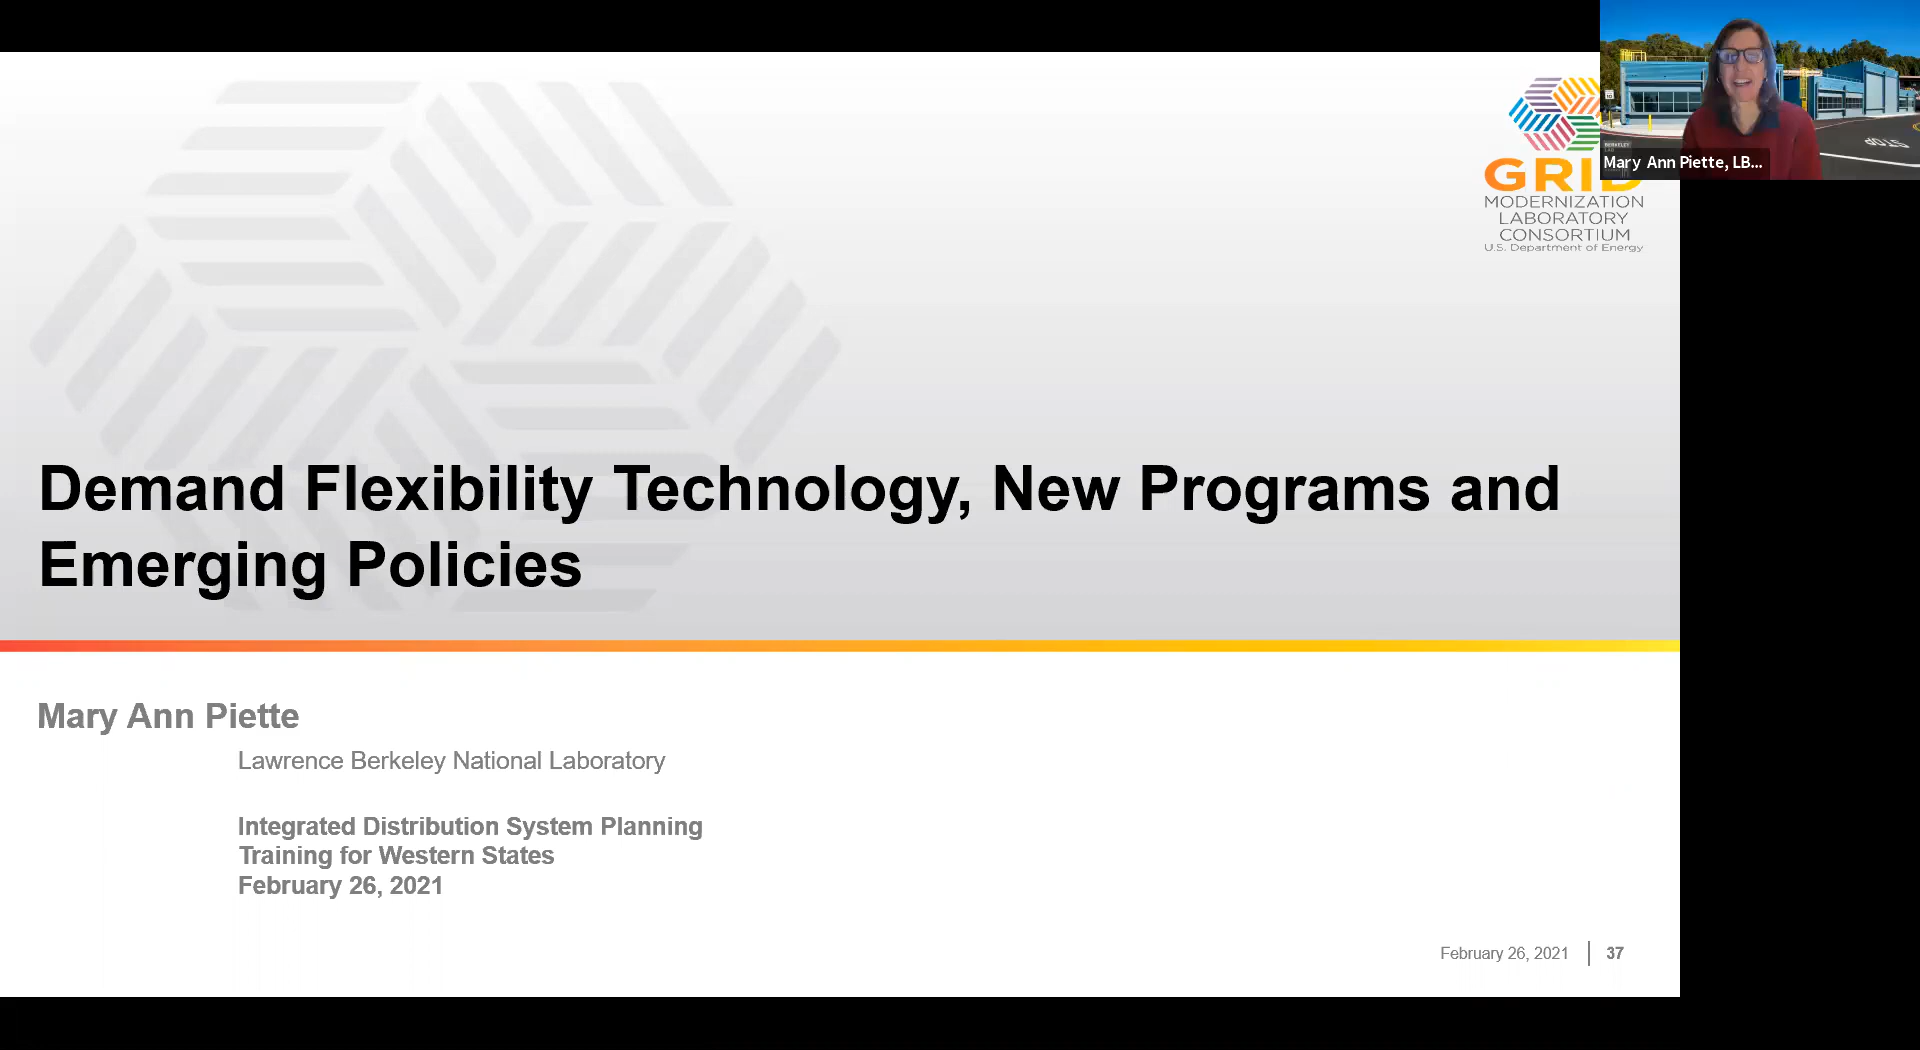 Mary Ann Piette, LB...
GRID
MODERNIZATION
LABORATORY
CONSORTIUM
U.S. Department of Energy
STOP
Demand Flexibility Technology, New Programs and
Emerging Policies
Mary Ann Piette
Lawrence Berkeley National Laboratory
Integrated Distribution System Planning
Training for Western States
February 26, 2021
February 26, 2021 37